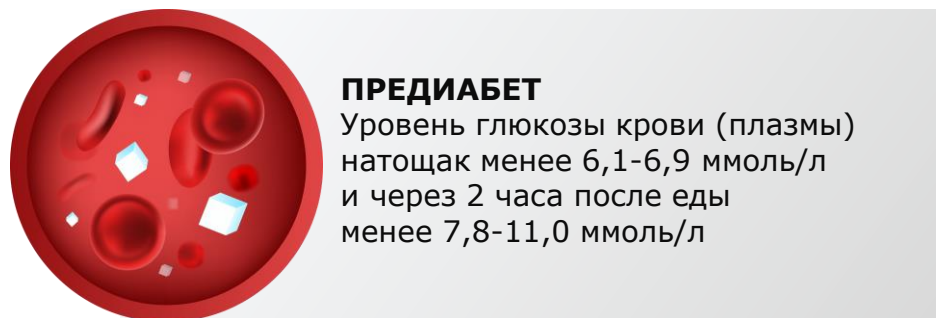 ПРЕДИАБЕТ
Уровень глюкозы крови (плазмы)
натощак менее 6,1-6,9 ммоль/л
и через 2 часа после еды
менее 7,8-11,0 ммоль/л